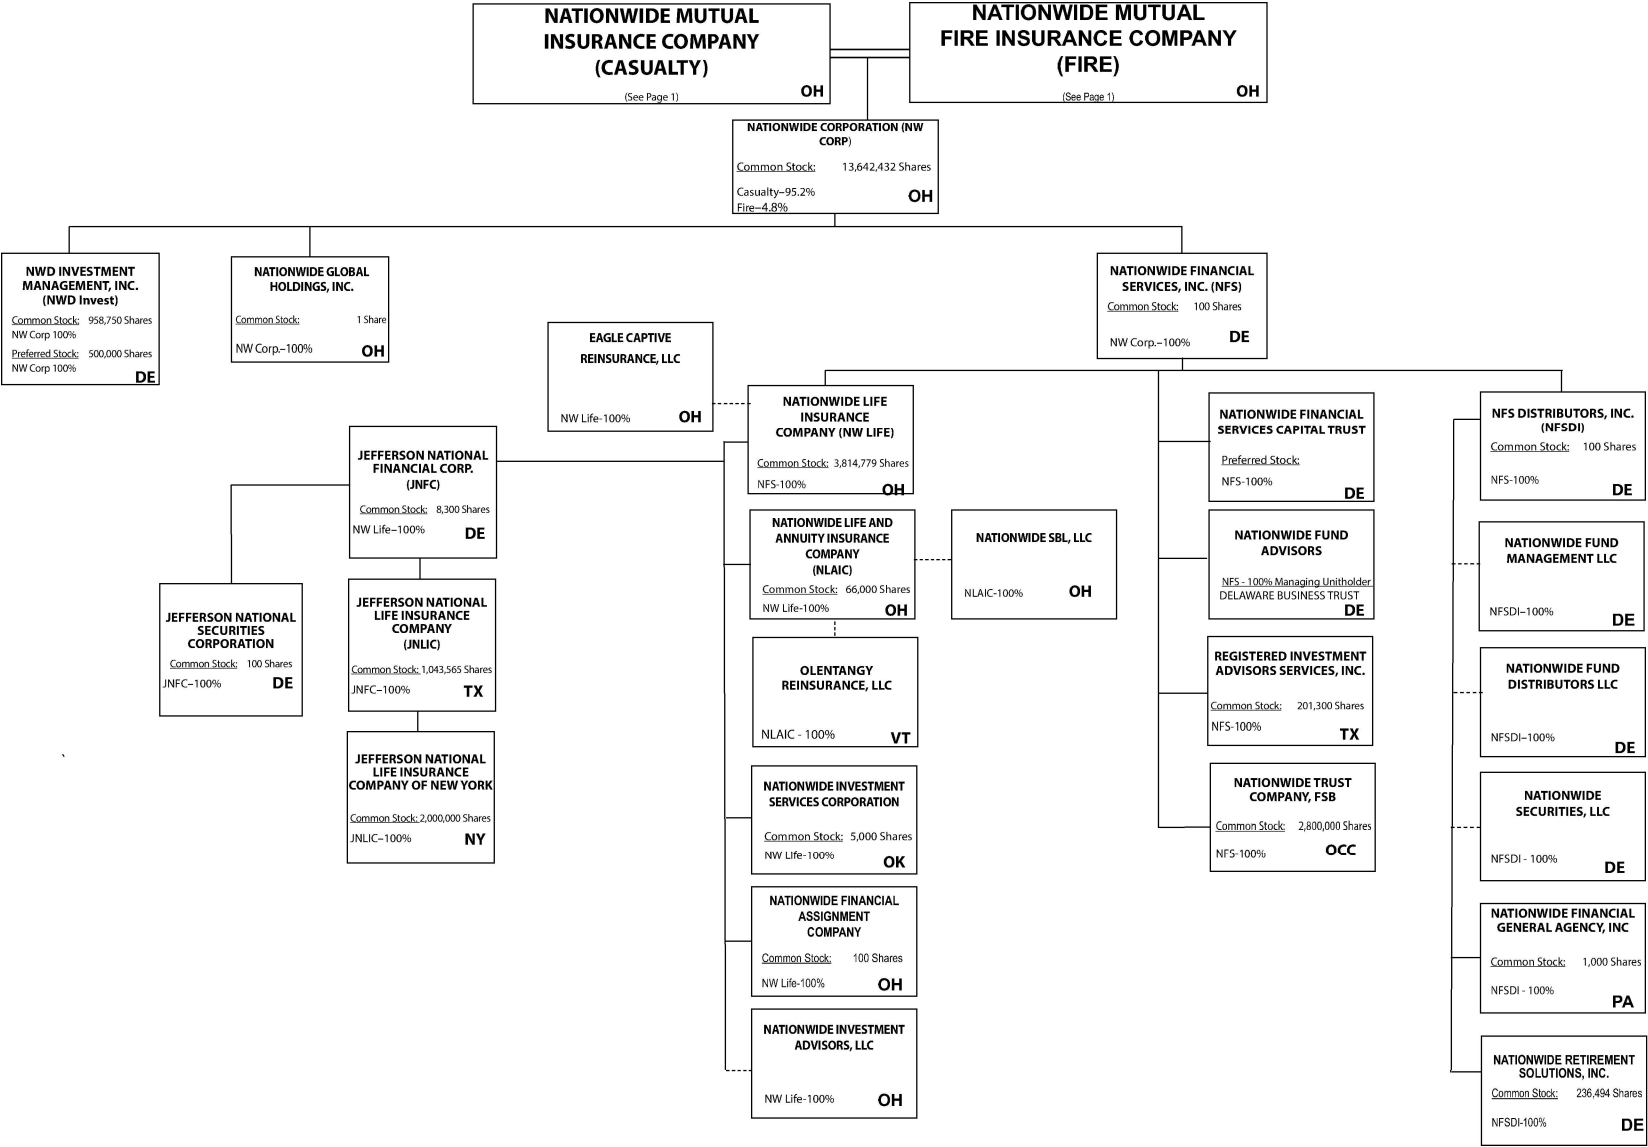 NATIONWIDE MUTUAL
INSURANCE COMPANY
(CASUALTY)
(See Page 1)
OH
NATIONWIDE MUTUAL
FIRE INSURANCE COMPANY
(FIRE)
(See Page 1)
OH
NATIONWIDE CORPORATION (NW
CORP)
Common Stock: 13,642,432 Shares
Casualty–95.2%
Fire–4.8%
OH
NWD INVESTMENT
MANAGEMENT, INC.
(NWD Invest)
Common Stock: 958,750 Shares
NW Corp 100%
Preferred Stock: 500,000 Shares
NW Corp 100%
DE
NATIONWIDE GLOBAL
HOLDINGS, INC.
Common Stock: 1 Share
NW Corp.–100%
OH
NATIONWIDE FINANCIAL
SERVICES, INC. (NFS)
Common Stock: 100 Shares
NW Corp.–100%
DE
EAGLE CAPTIVE
REINSURANCE, LLC
NW Life-100%
OH
NATIONWIDE LIFE
INSURANCE
COMPANY (NW LIFE)
Common Stock: 3,814,779 Shares
NFS-100%
OH
JEFFERSON NATIONAL
FINANCIAL CORP.
(JNFC)
Common Stock: 8,300 Shares
NW Life–100%
DE
JEFFERSON NATIONAL
SECURITIES
CORPORATION
Common Stock: 100 Shares
JNFC–100%
DE
JEFFERSON NATIONAL
LIFE INSURANCE
COMPANY
(JNLIC)
Common Stock: 1,043,565 Shares
JNFC–100%
TX
JEFFERSON NATIONAL
LIFE INSURANCE
COMPANY OF NEW YORK
Common Stock: 2,000,000 Shares
JNLIC–100%
NY
NATIONWIDE LIFE AND
ANNUITY INSURANCE
COMPANY
(NLAIC)
Common Stock: 66,000 Shares
NW Life-100%
OH
NATIONWIDE SBL, LLC
NLAIC-100%
OH
OLENTANGY
REINSURANCE, LLC
NLAIC - 100%
VT
NATIONWIDE INVESTMENT
SERVICES CORPORATION
Common Stock: 5,000 Shares
NW Life-100%
OK
NATIONWIDE FINANCIAL
ASSIGNMENT
COMPANY
Common Stock: 100 Shares
NW Life-100%
OH
NATIONWIDE INVESTMENT
ADVISORS, LLC
NW Life-100%
OH
NATIONWIDE FINANCIAL
SERVICES CAPITAL TRUST
Preferred Stock:
NFS-100%
DE
NATIONWIDE FUND
ADVISORS
NFS - 100% Managing Unitholder
DELAWARE BUSINESS TRUST
DE
REGISTERED INVESTMENT
ADVISORS SERVICES, INC.
Common Stock: 201,300 Shares
NFS-100%
TX
NATIONWIDE TRUST
COMPANY, FSB
Common Stock: 2,800,000 Shares
NFS-100%
OCC
NFS DISTRIBUTORS, INC.
(NFSDI)
Common Stock: 100 Shares
NFS-100%
DE
NATIONWIDE FUND
MANAGEMENT LLC
NFSDI–100%
DE
NATIONWIDE FUND
DISTRIBUTORS LLC
NFSDI–100%
DE
NATIONWIDE
SECURITIES, LLC
NFSDI - 100%
DE
NATIONWIDE FINANCIAL
GENERAL AGENCY, INC
Common Stock: 1,000 Shares
NFSDI - 100%
PA
NATIONWIDE RETIREMENT
SOLUTIONS, INC.
Common Stock: 236,494 Shares
NFSDI-100%
DE